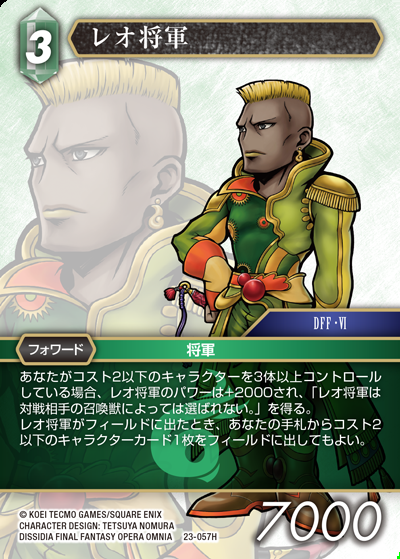 3
レオ将軍
DFF・VI
フォワード
将軍
あなたがコスト2以下のキャラクターを3体以上コントロール
している場合、レオ将軍のパワーは+2000され、「レオ将軍は
対戦相手の召喚獣によっては選ばれない。」を得る。
レオ将軍がフィールドに出たとき、あなたの手札からコスト2
以下のキャラクターカード1枚をフィールドに出してもよい。
© KOEI TECMO GAMES/SQUARE ENIX
CHARACTER DESIGN: TETSUYA NOMURA
DISSIDIA FINAL FANTASY OPERA OMNIA
23-057H
7000